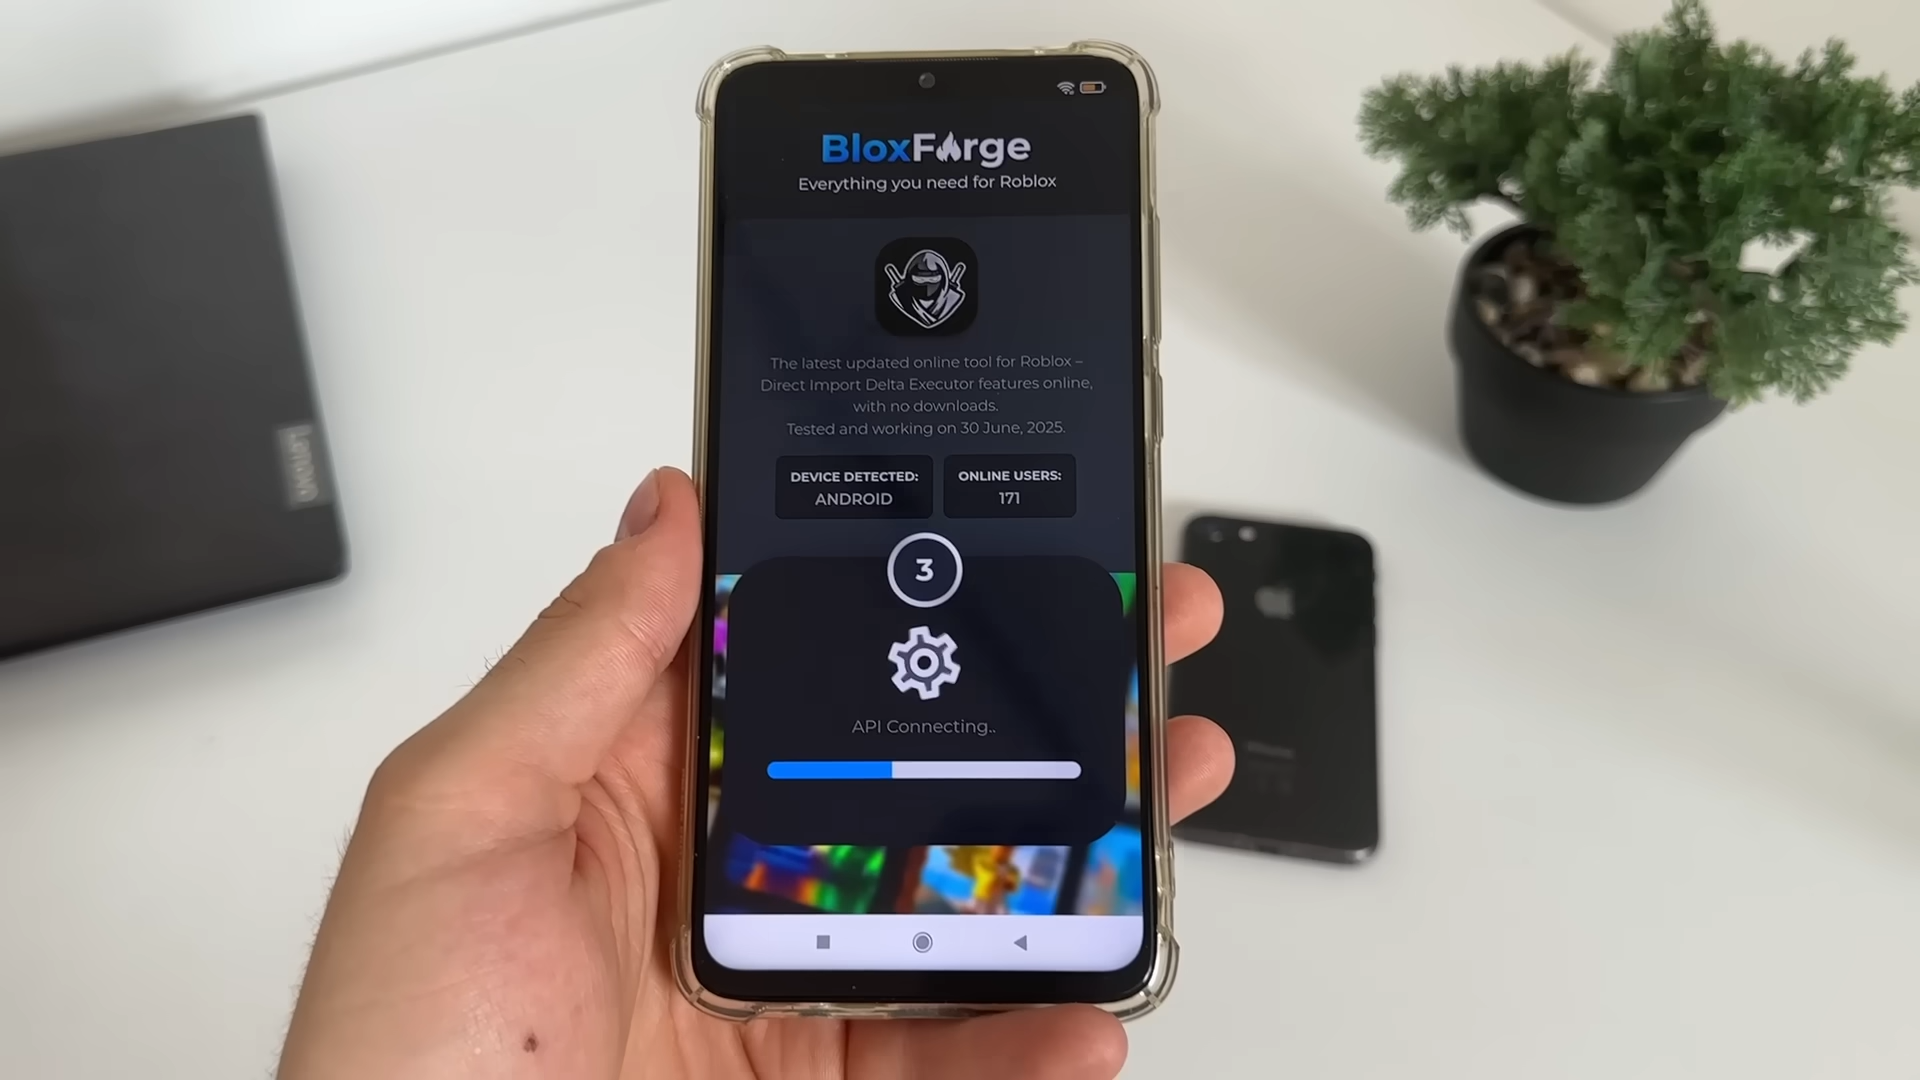 BloxForge
Everything you need for Roblox
The latest updated online tool for Roblox –
Direct Import Delta Executor features online,
with no downloads.
Tested and working on 30 June, 2025.
DEVICE DETECTED:
ANDROID
ONLINE USERS:
171
3
API Connecting..
Lenovo